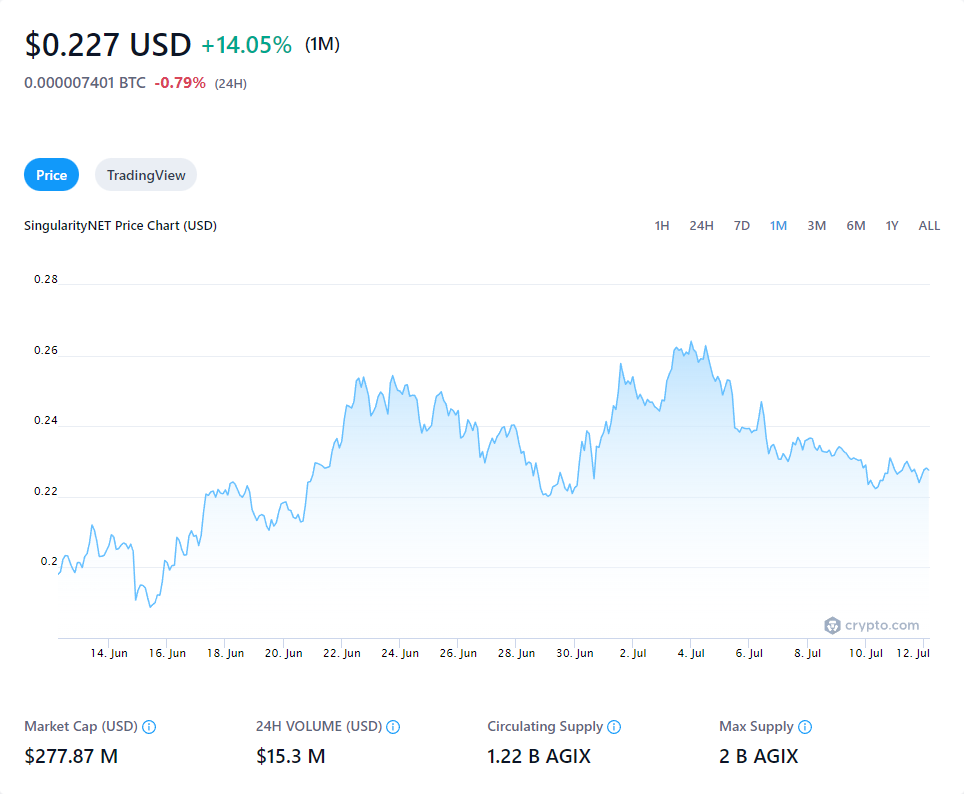 $0.227 USD +14.05% (1M)
0.000007401 BTC -0.79% (24H)
Price TradingView
SingularityNET Price Chart (USD) 1H 24H 7D 1M 3M 6M 1Y ALL
0.28
0.26
0.24
0.22
0.2
crypto.com
14. Jun 16. Jun 18. Jun 20. Jun 22. Jun 24. Jun 26. Jun 28. Jun 30. Jun 2. Jul 4. Jul 6. Jul 8. Jul 10. Jul 12. Jul
Market Cap (USD) 24H VOLUME (USD) Circulating Supply Max Supply
$277.87 M $15.3 M 1.22 B AGIX 2 B AGIX